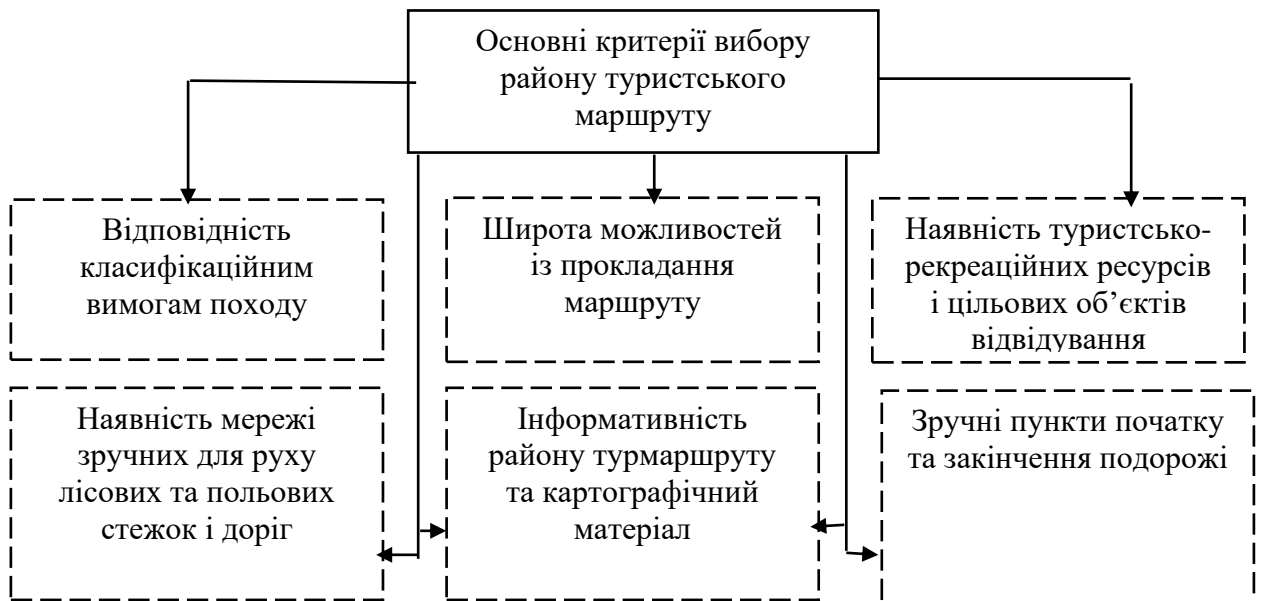 Основні критерії вибору
району туристського
маршруту
Відповідність
класифікаційним
вимогам походу
Широта можливостей
із прокладання
маршруту
Наявність туристсько-
рекреаційних ресурсів
і цільових об’єктів
відвідування
Наявність мережі
зручних для руху
лісових та польових
стежок і доріг
Інформативність
району турмаршруту
та картографічний
матеріал
Зручні пункти початку
та закінчення подорожі